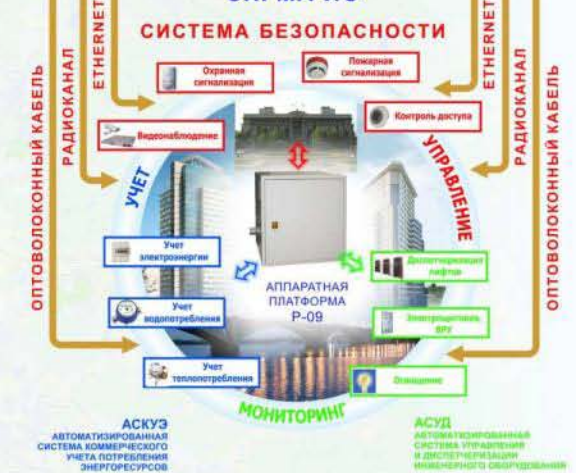 СИСТЕМА БЕЗОПАСНОСТИ
ETHERNET
РАДИОКАНАЛ
ОПТОВОЛОКОННЫЙ КАБЕЛЬ
ETHERNET
РАДИОКАНАЛ
ОПТОВОЛОКОННЫЙ КАБЕЛЬ
Охранная
сигнализация
Пожарная
сигнализация
Видеонаблюдение
Контроль доступа
УЧЕТ
УПРАВЛЕНИЕ
Учет
электроэнергии
Диспетчеризация
лифтов
АППАРАТНАЯ
ПЛАТФОРМА
Р-09
Учет
водопотребления
Электрощитовая,
ВРУ
Учет
теплопотребления
Освещение
МОНИТОРИНГ
АСКУЭ
АВТОМАТИЗИРОВАННАЯ
СИСТЕМА КОММЕРЧЕСКОГО
УЧЕТА ПОТРЕБЛЕНИЯ
ЭНЕРГОРЕСУРСОВ
АСУД
АВТОМАТИЗИРОВАННАЯ
СИСТЕМА УПРАВЛЕНИЯ
И ДИСПЕТЧЕРИЗАЦИИ
ИНЖЕНЕРНОГО ОБОРУДОВАНИЯ